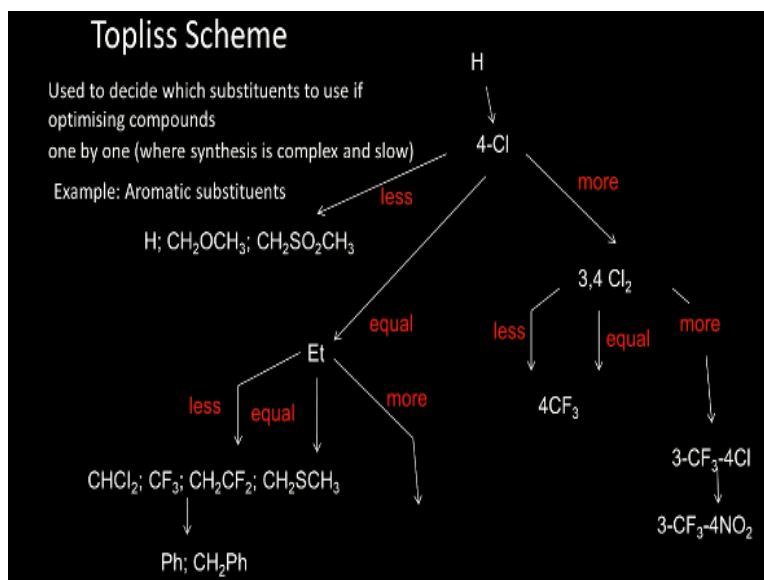 Topliss Scheme
H
Used to decide which substituents to use if
optimising compounds
one by one (where synthesis is complex and slow)
4-Cl
Example: Aromatic substituents
less
more
H; CH₂OCH₃; CH₂SO₂CH₃
3,4 Cl₂
equal
less
equal
more
Et
less
equal
more
4CF₃
3-CF₃-4Cl
CHCl₂; CF₃; CH₂CF₂; CH₂SCH₃
3-CF₃-4NO₂
Ph; CH₂Ph